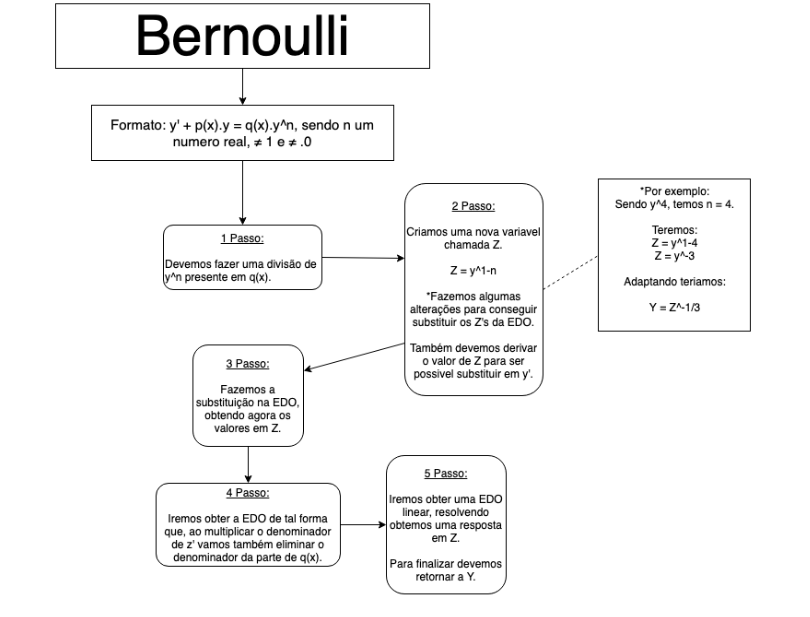 Bernoulli
Formato: y' + p(x).y = q(x).y^n, sendo n um
numero real, ≠ 1 e ≠ .0
1 Passo:
Devemos fazer uma divisão de
y^n presente em q(x).
2 Passo:
Criamos uma nova variavel
chamada Z.
Z = y^1-n
*Fazemos algumas
alterações para conseguir
substituir os Z's da EDO.
Também devemos derivar
o valor de Z para ser
possivel substituir em y'.
*Por exemplo:
Sendo y^4, temos n = 4.
Teremos:
Z = y^1-4
Z = y^-3
Adaptando teriamos:
Y = Z^-1/3
3 Passo:
Fazemos a
substituição na EDO,
obtendo agora os
valores em Z.
4 Passo:
Iremos obter a EDO de tal forma
que, ao multiplicar o denominador
de z' vamos também eliminar o
denominador da parte de q(x).
5 Passo:
Iremos obter uma EDO
linear, resolvendo
obtemos uma resposta
em Z.
Para finalizar devemos
retornar a Y.